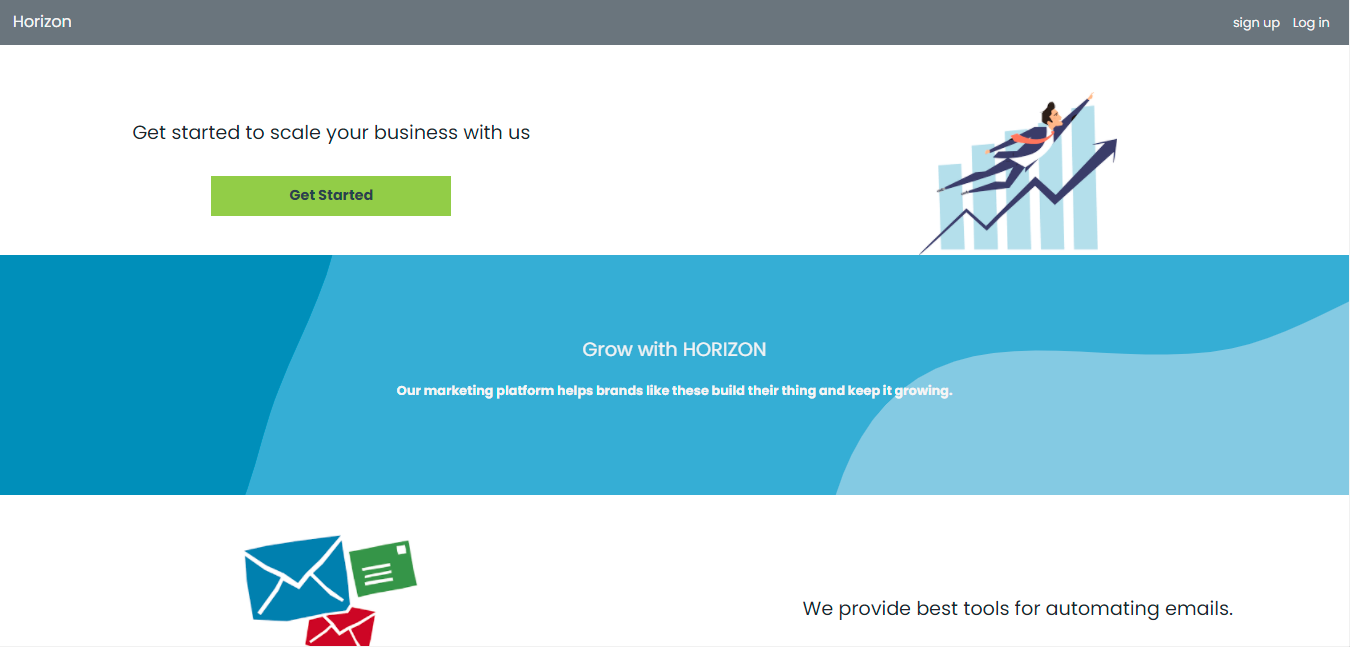 Horizon
sign up Log in
Get started to scale your business with us
Get Started
Grow with HORIZON
Our marketing platform helps brands like these build their thing and keep it growing.
We provide best tools for automating emails.